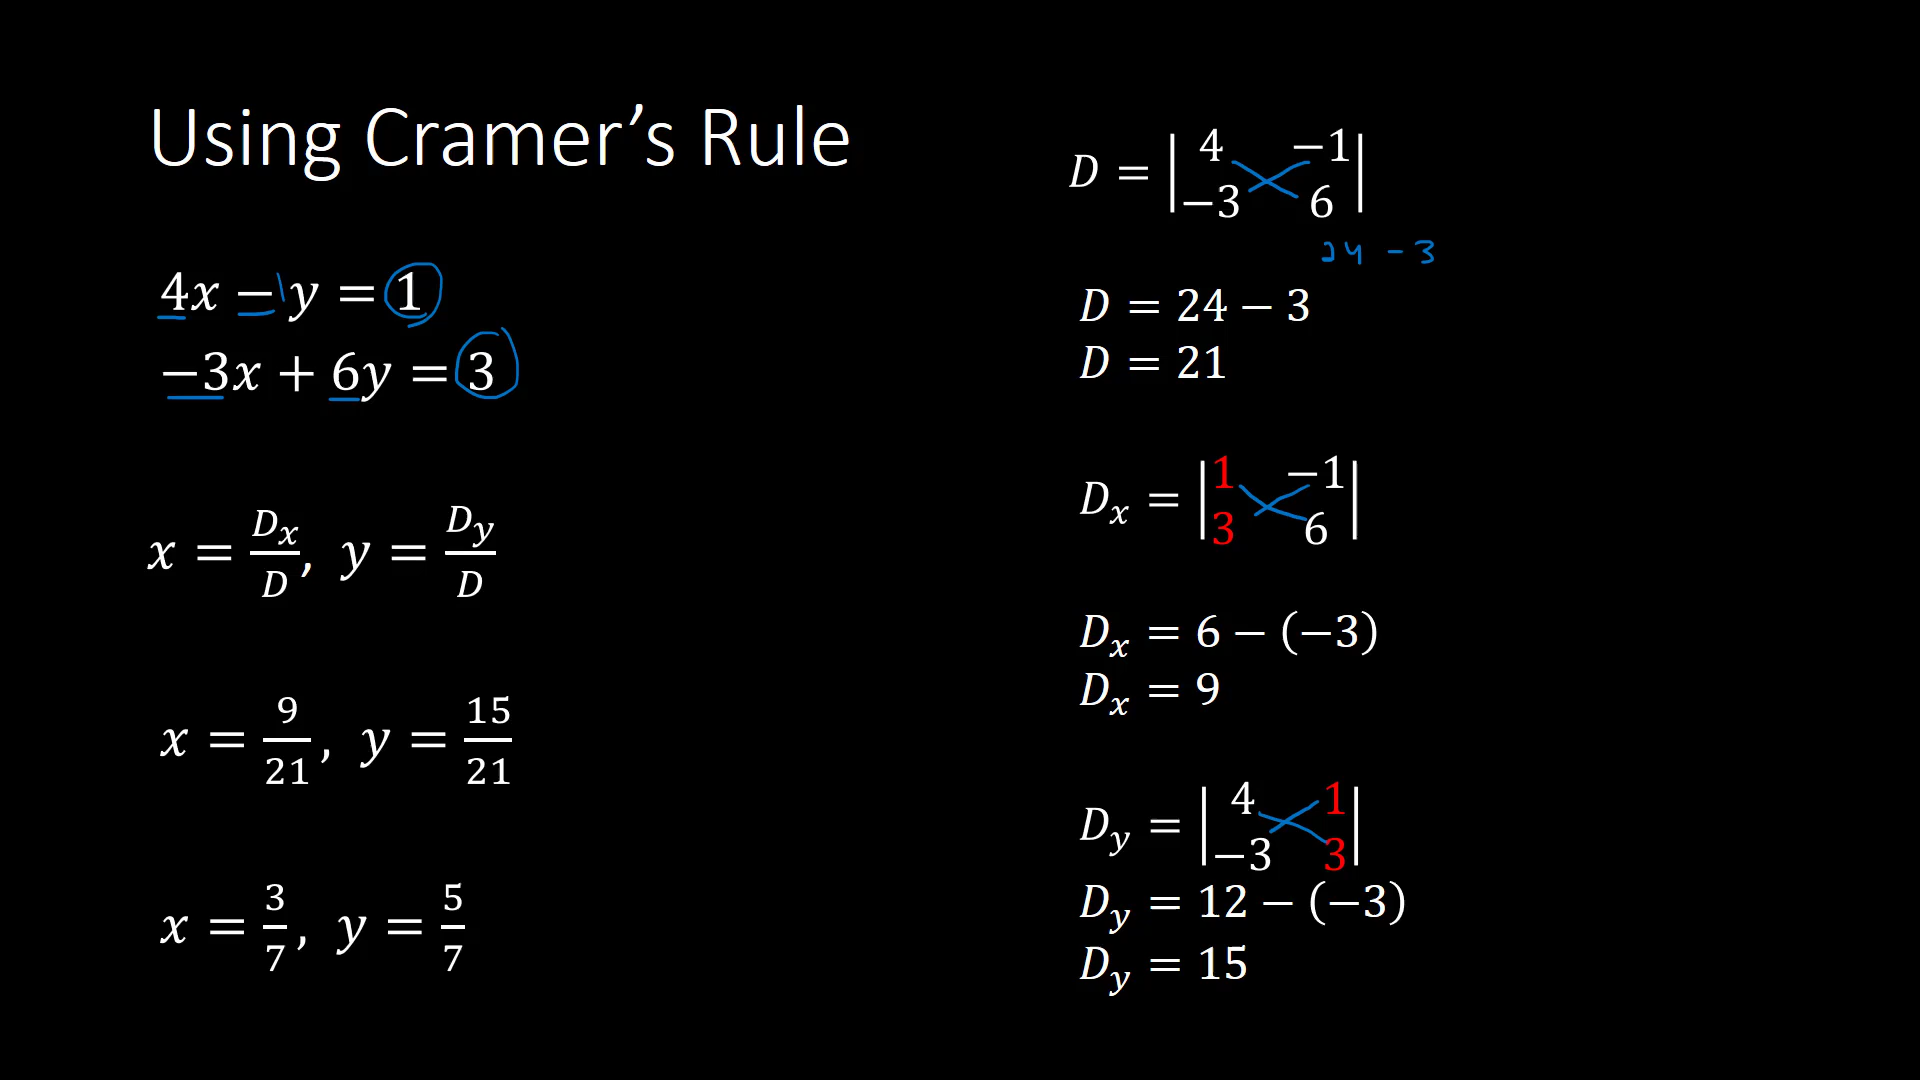 Using Cramer’s Rule
4x − 1y = 1
−3x + 6y = 3
x = Dx/D, y = Dy/D
x = 9/21, y = 15/21
x = 3/7, y = 5/7
D = |4 −1|
|−3 6|
24 - 3
D = 24 − 3
D = 21
Dx = |1 −1|
|3 6|
Dx = 6 − (−3)
Dx = 9
Dy = |4 1|
|−3 3|
Dy = 12 − (−3)
Dy = 15